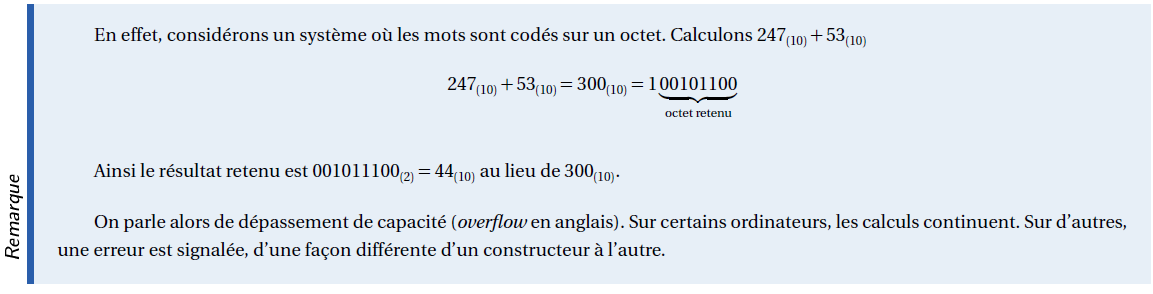 En effet, considérons un système où les mots sont codés sur un octet. Calculons 247(10)+53(10)
247(10)+53(10)=300(10)=1 00101100
octet retenu
Ainsi le résultat retenu est 001011100(2)=44(10) au lieu de 300(10).
On parle alors de dépassement de capacité (overflow en anglais). Sur certains ordinateurs, les calculs continuent. Sur d'autres,
une erreur est signalée, d'une façon différente d'un constructeur à l'autre.
Remarque